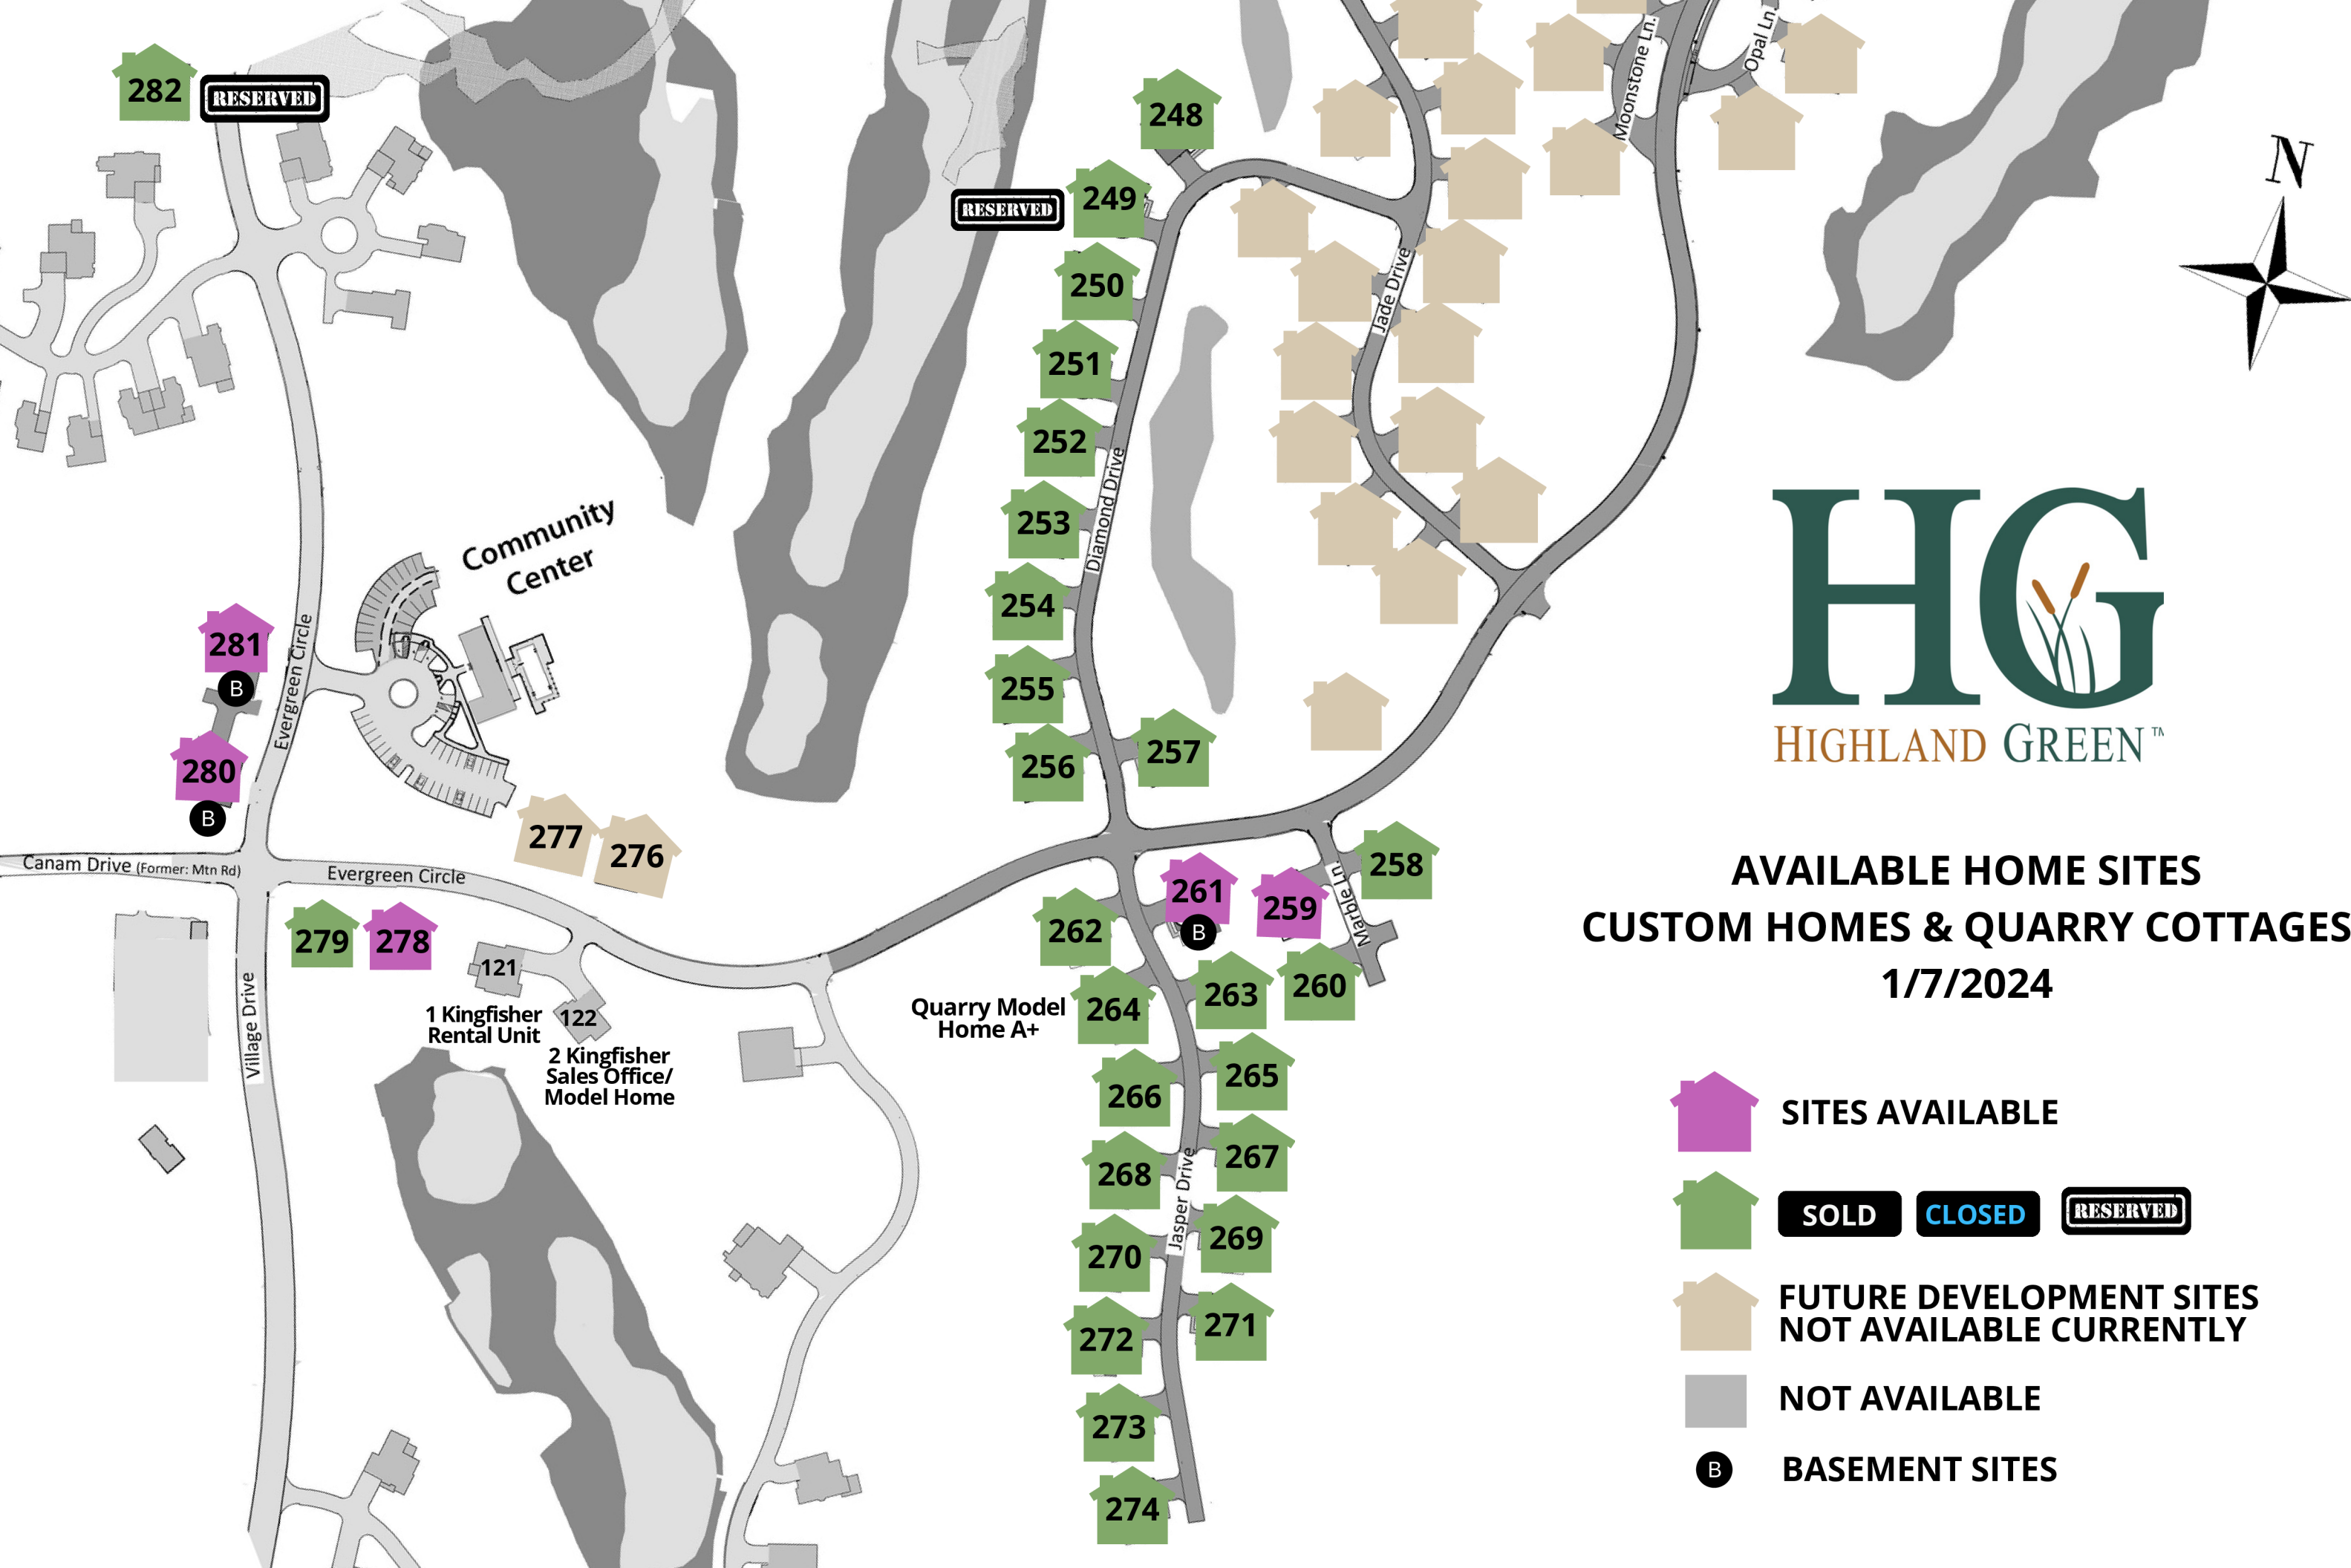 282
RESERVED
248
249
RESERVED
250
251
252
253
254
255
256
257
Diamond Drive
Jade Drive
Moonstone Ln.
Opal Ln.
N
Community
Center
281
B
280
B
Evergreen Circle
277
276
Canam Drive (Former: Mtn Rd)
Evergreen Circle
279
278
121
1 Kingfisher
Rental Unit
122
2 Kingfisher
Sales Office/
Model Home
Village Drive
258
261
B
259
Marble Ln.
262
263
260
264
Quarry Model
Home A+
265
266
267
268
Jasper Drive
269
270
271
272
273
274
HG
HIGHLAND GREEN™
AVAILABLE HOME SITES
CUSTOM HOMES & QUARRY COTTAGES
1/7/2024
SITES AVAILABLE
SOLD CLOSED RESERVED
FUTURE DEVELOPMENT SITES
NOT AVAILABLE CURRENTLY
NOT AVAILABLE
B BASEMENT SITES